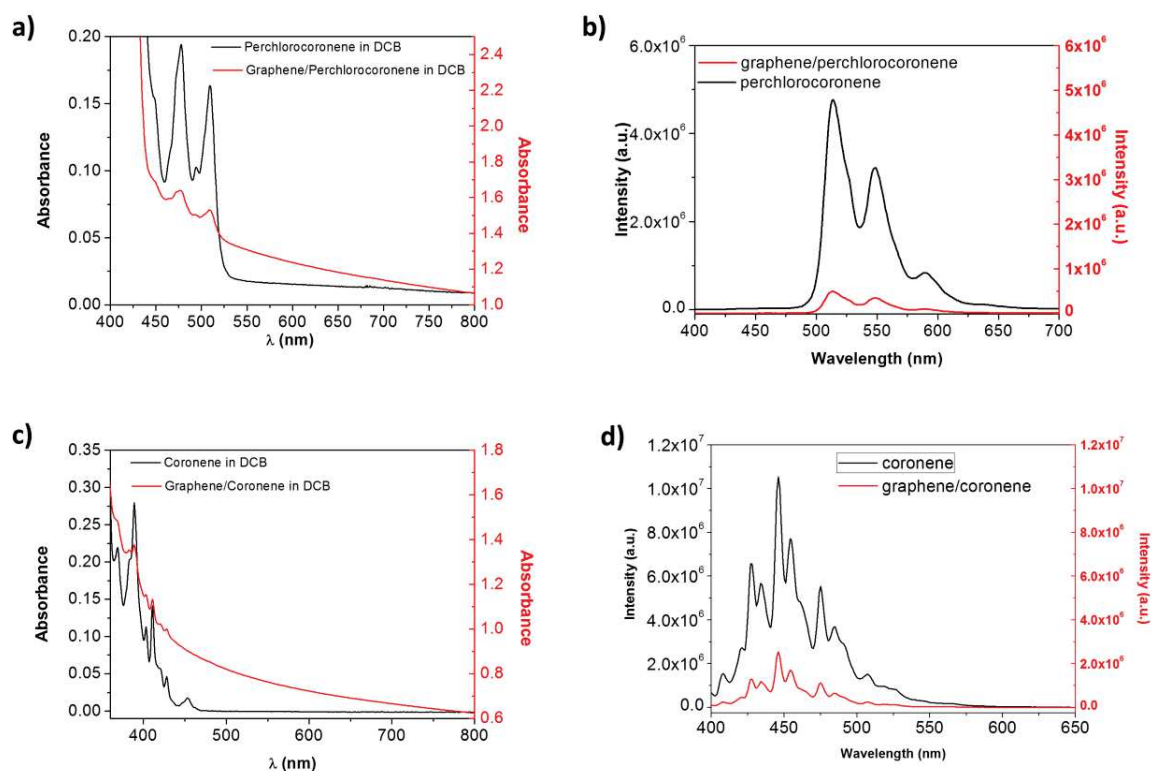 a)
Perchlorocoronene in DCB
Graphene/Perchlorocoronene in DCB
0.20
0.15
0.10
0.05
0.00
Absorbance
2.4
2.2
2.0
1.8
1.6
1.4
1.2
1.0
Absorbance
400 450 500 550 600 650 700 750 800
λ (nm)
b)
graphene/perchlorocoronene
perchlorocoronene
6.0x10⁶
4.0x10⁶
2.0x10⁶
0.0
Intensity (a.u.)
6x10⁶
5x10⁶
4x10⁶
3x10⁶
2x10⁶
1x10⁶
0
Intensity (a.u.)
400 450 500 550 600 650 700
Wavelength (nm)
c)
Coronene in DCB
Graphene/Coronene in DCB
0.35
0.30
0.25
0.20
0.15
0.10
0.05
0.00
Absorbance
1.8
1.6
1.4
1.2
1.0
0.8
0.6
Absorbance
400 500 600 700 800
λ (nm)
d)
coronene
graphene/coronene
1.2x10⁷
1.0x10⁷
8.0x10⁶
6.0x10⁶
4.0x10⁶
2.0x10⁶
0.0
Intensity (a.u.)
1.2x10⁷
1.0x10⁷
8.0x10⁶
6.0x10⁶
4.0x10⁶
2.0x10⁶
0.0
Intensity (a.u.)
400 450 500 550 600 650
Wavelength (nm)